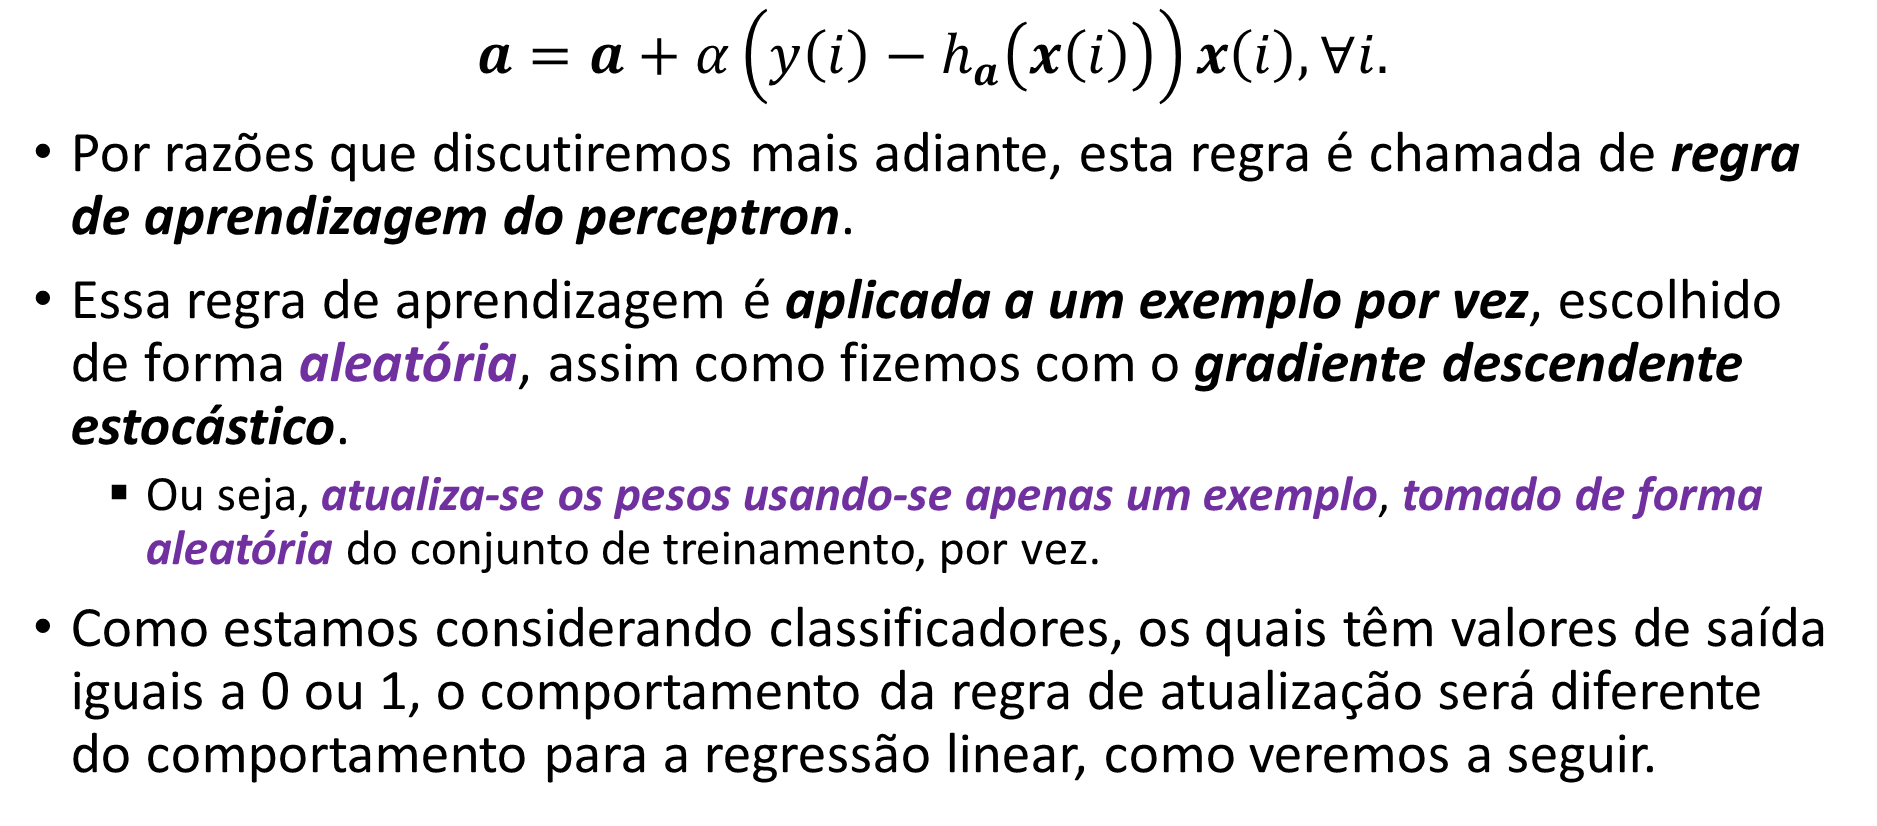 𝒂 = 𝒂 + α(y(i) − h𝒂(𝒙(i)))𝒙(i), ∀i.
• Por razões que discutiremos mais adiante, esta regra é chamada de regra
de aprendizagem do perceptron.
• Essa regra de aprendizagem é aplicada a um exemplo por vez, escolhido
de forma aleatória, assim como fizemos com o gradiente descendente
estocástico.
▪ Ou seja, atualiza-se os pesos usando-se apenas um exemplo, tomado de forma
aleatória do conjunto de treinamento, por vez.
• Como estamos considerando classificadores, os quais têm valores de saída
iguais a 0 ou 1, o comportamento da regra de atualização será diferente
do comportamento para a regressão linear, como veremos a seguir.